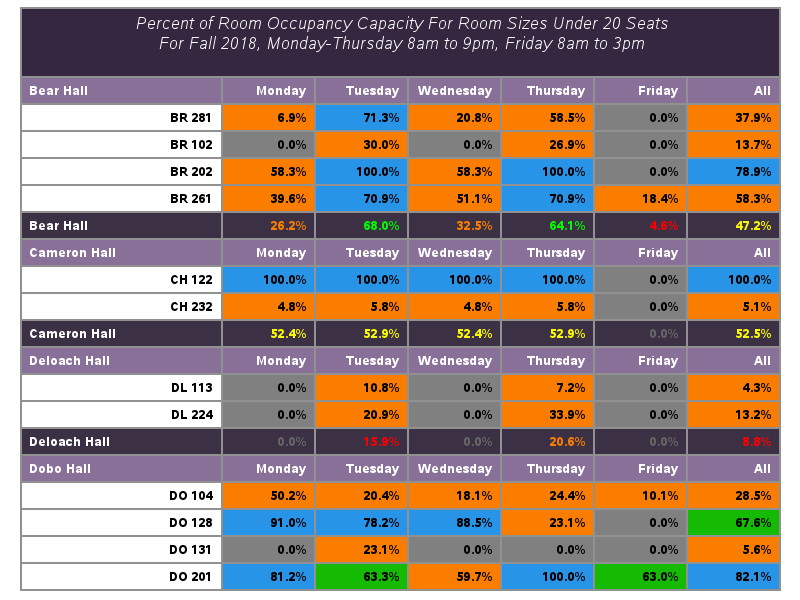 Percent of Room Occupancy Capacity For Room Sizes Under 20 Seats
For Fall 2018, Monday-Thursday 8am to 9pm, Friday 8am to 3pm
Bear Hall Monday Tuesday Wednesday Thursday Friday All
BR 281 6.9% 71.3% 20.8% 58.5% 0.0% 37.9%
BR 102 0.0% 30.0% 0.0% 26.9% 0.0% 13.7%
BR 202 58.3% 100.0% 58.3% 100.0% 0.0% 78.9%
BR 261 39.6% 70.9% 51.1% 70.9% 18.4% 58.3%
Bear Hall 26.2% 68.0% 32.5% 64.1% 4.6% 47.2%
Cameron Hall Monday Tuesday Wednesday Thursday Friday All
CH 122 100.0% 100.0% 100.0% 100.0% 0.0% 100.0%
CH 232 4.8% 5.8% 4.8% 5.8% 0.0% 5.1%
Cameron Hall 52.4% 52.9% 52.4% 52.9% 0.0% 52.5%
Deloach Hall Monday Tuesday Wednesday Thursday Friday All
DL 113 0.0% 10.8% 0.0% 7.2% 0.0% 4.3%
DL 224 0.0% 20.9% 0.0% 33.9% 0.0% 13.2%
Deloach Hall 0.0% 15.9% 0.0% 20.6% 0.0% 8.8%
Dobo Hall Monday Tuesday Wednesday Thursday Friday All
DO 104 50.2% 20.4% 18.1% 24.4% 10.1% 28.5%
DO 128 91.0% 78.2% 88.5% 23.1% 0.0% 67.6%
DO 131 0.0% 23.1% 0.0% 0.0% 0.0% 5.6%
DO 201 81.2% 63.3% 59.7% 100.0% 63.0% 82.1%